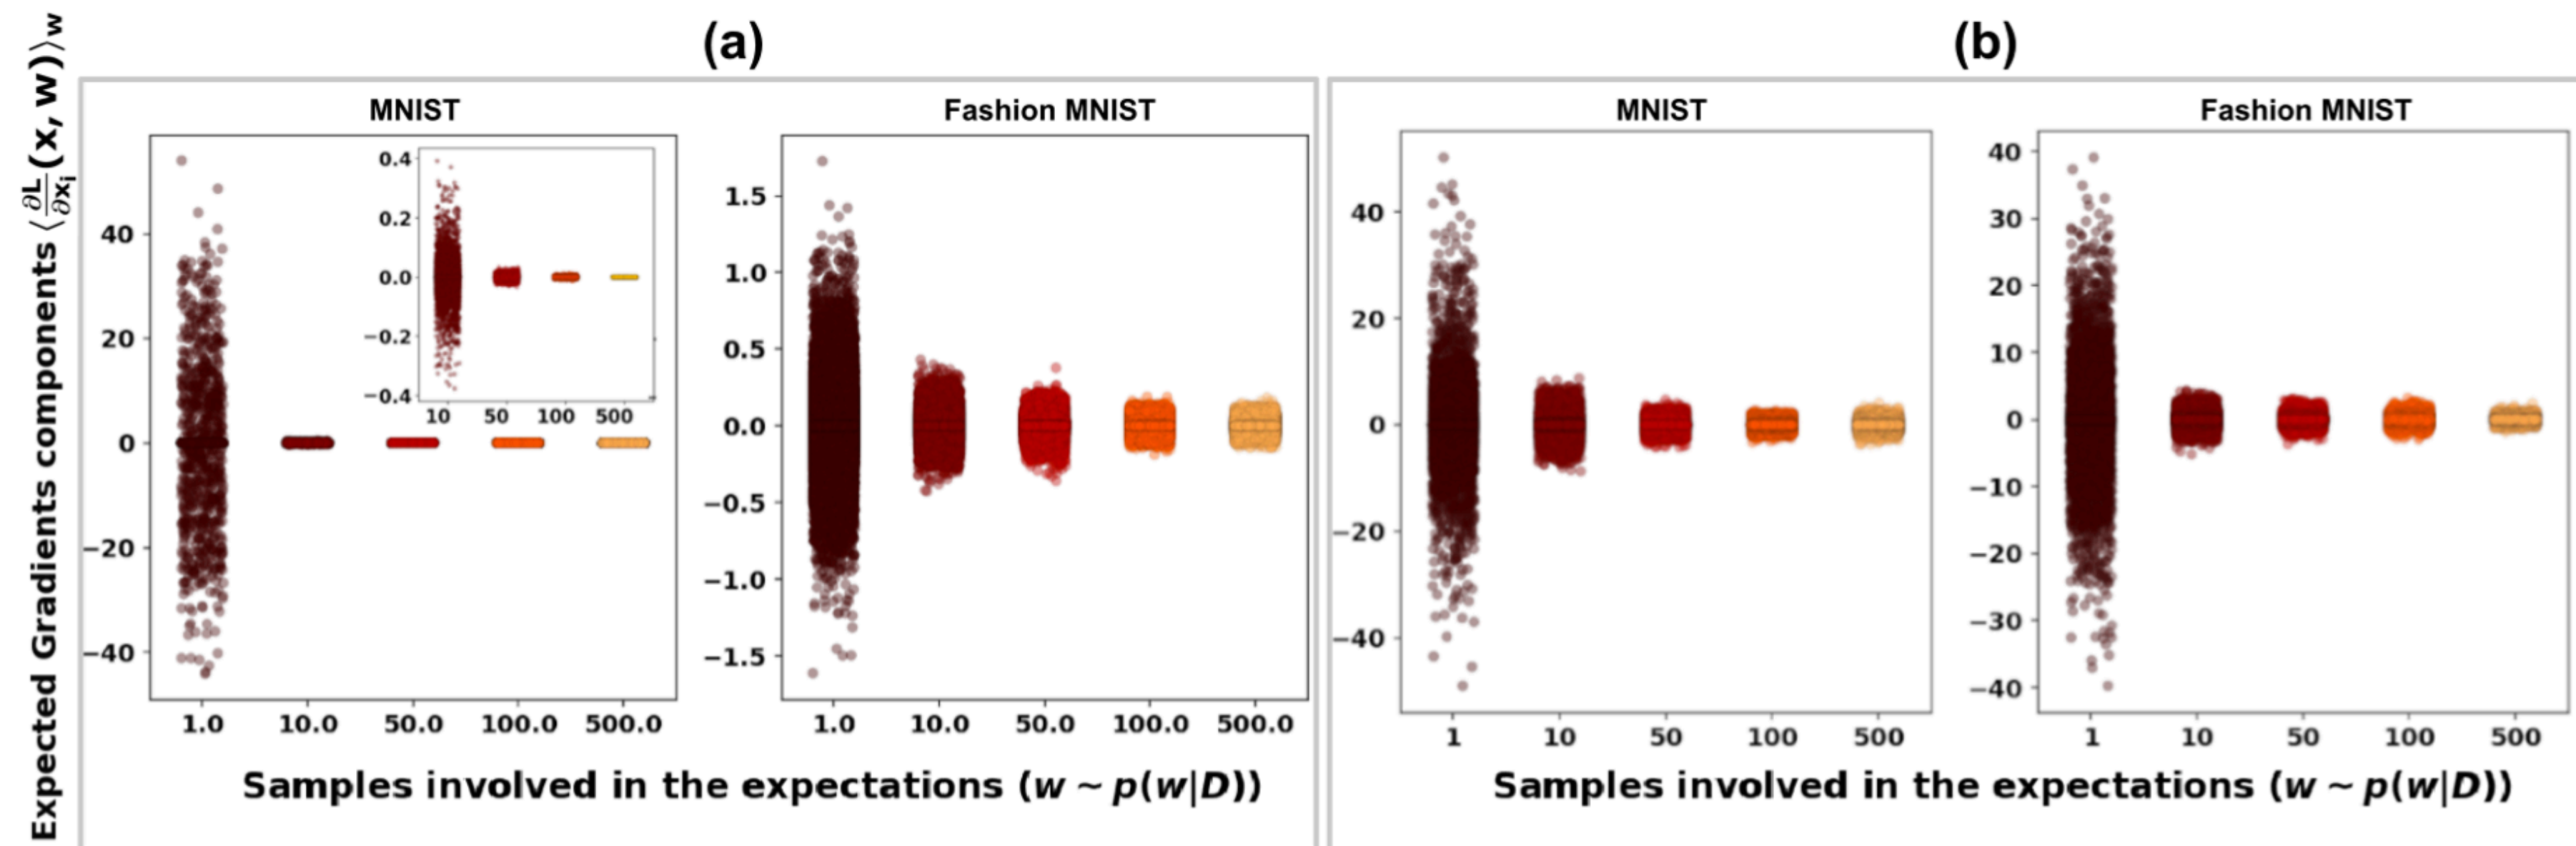 (a)
(b)
Expected Gradients components ⟨∂L/∂xᵢ(x, w)⟩w
MNIST
40
20
0
−20
−40
1.0 10.0 50.0 100.0 500.0
0.4
0.2
0.0
−0.2
−0.4
10 50 100 500
Fashion MNIST
1.5
1.0
0.5
0.0
−0.5
−1.0
−1.5
1.0 10.0 50.0 100.0 500.0
Samples involved in the expectations (w ~ p(w|D))
MNIST
40
20
0
−20
−40
1 10 50 100 500
Fashion MNIST
40
30
20
10
0
−10
−20
−30
−40
1 10 50 100 500
Samples involved in the expectations (w ~ p(w|D))